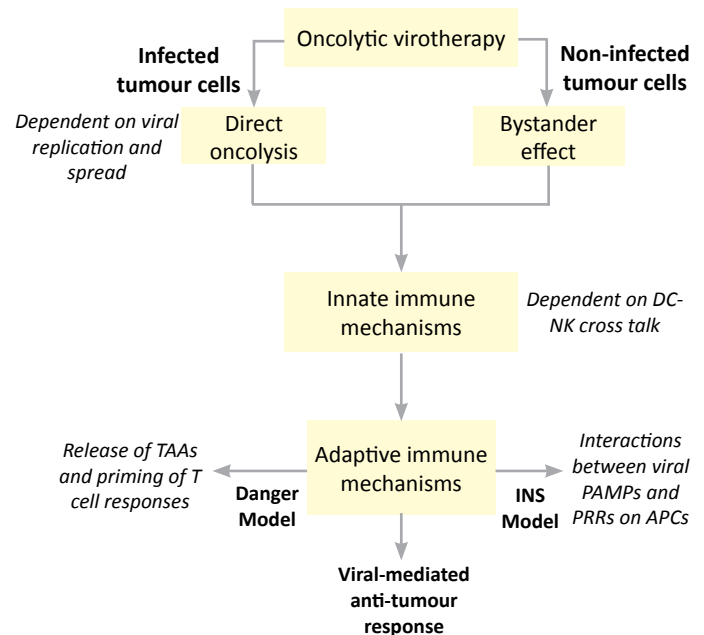 Oncolytic virotherapy
Infected
tumour cells
Non-infected
tumour cells
Dependent on viral
replication and
spread
Direct
oncolysis
Bystander
effect
Innate immune
mechanisms
Dependent on DC-
NK cross talk
Release of TAAs
and priming of T
cell responses
Danger
Model
Adaptive immune
mechanisms
INS
Model
Interactions
between viral
PAMPs and
PRRs on APCs
Viral-mediated
anti-tumour
response